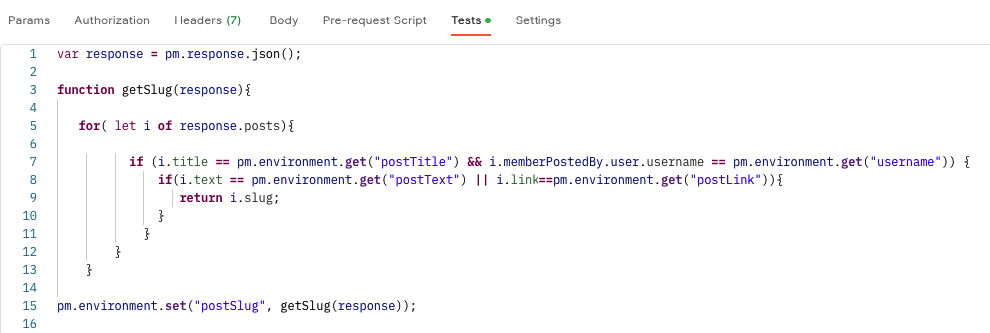 Params Authorization Headers (7) Body Pre-request Script Tests Settings
1 var response = pm.response.json();
2
3 function getSlug(response){
4
5 for( let i of response.posts){
6
7 if (i.title == pm.environment.get("postTitle") && i.memberPostedBy.user.username == pm.environment.get("username")) {
8 if(i.text == pm.environment.get("postText") || i.link==pm.environment.get("postLink")){
9 return i.slug;
10 }
11 }
12 }
13 }
14
15 pm.environment.set("postSlug", getSlug(response));
16